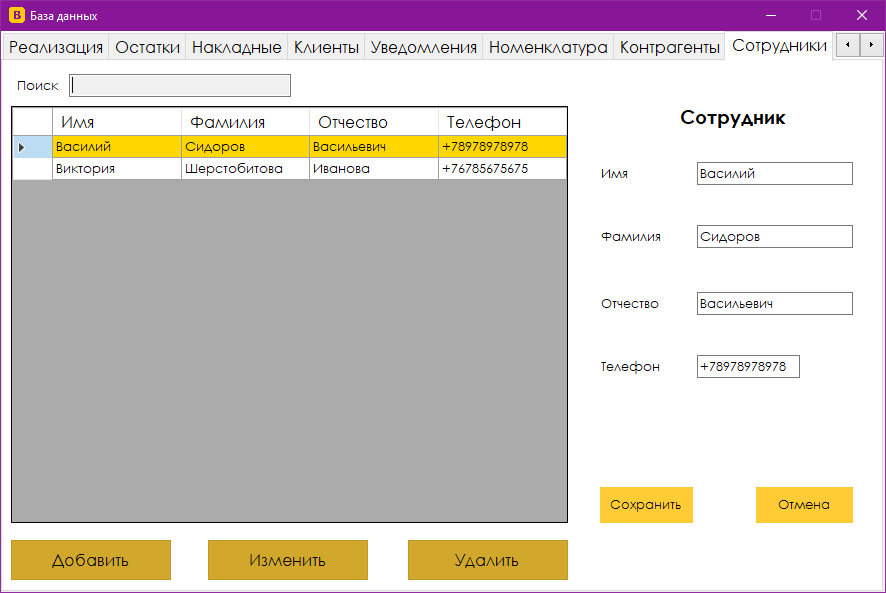 B База данных
Реализация Остатки Накладные Клиенты Уведомления Номенклатура Контрагенты Сотрудники
Поиск
Имя Фамилия Отчество Телефон
Василий Сидоров Васильевич +78978978978
Виктория Шерстобитова Иванова +76785675675
Сотрудник
Имя Василий
Фамилия Сидоров
Отчество Васильевич
Телефон +78978978978
Сохранить Отмена
Добавить Изменить Удалить